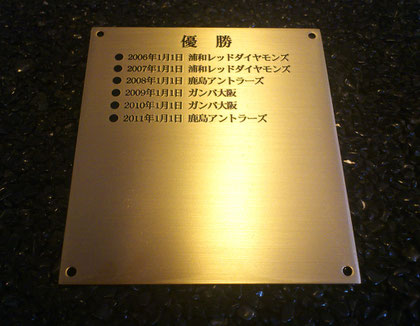 優 勝
● 2006年1月1日 浦和レッドダイヤモンズ
● 2007年1月1日 浦和レッドダイヤモンズ
● 2008年1月1日 鹿島アントラーズ
● 2009年1月1日 ガンバ大阪
● 2010年1月1日 ガンバ大阪
● 2011年1月1日 鹿島アントラーズ